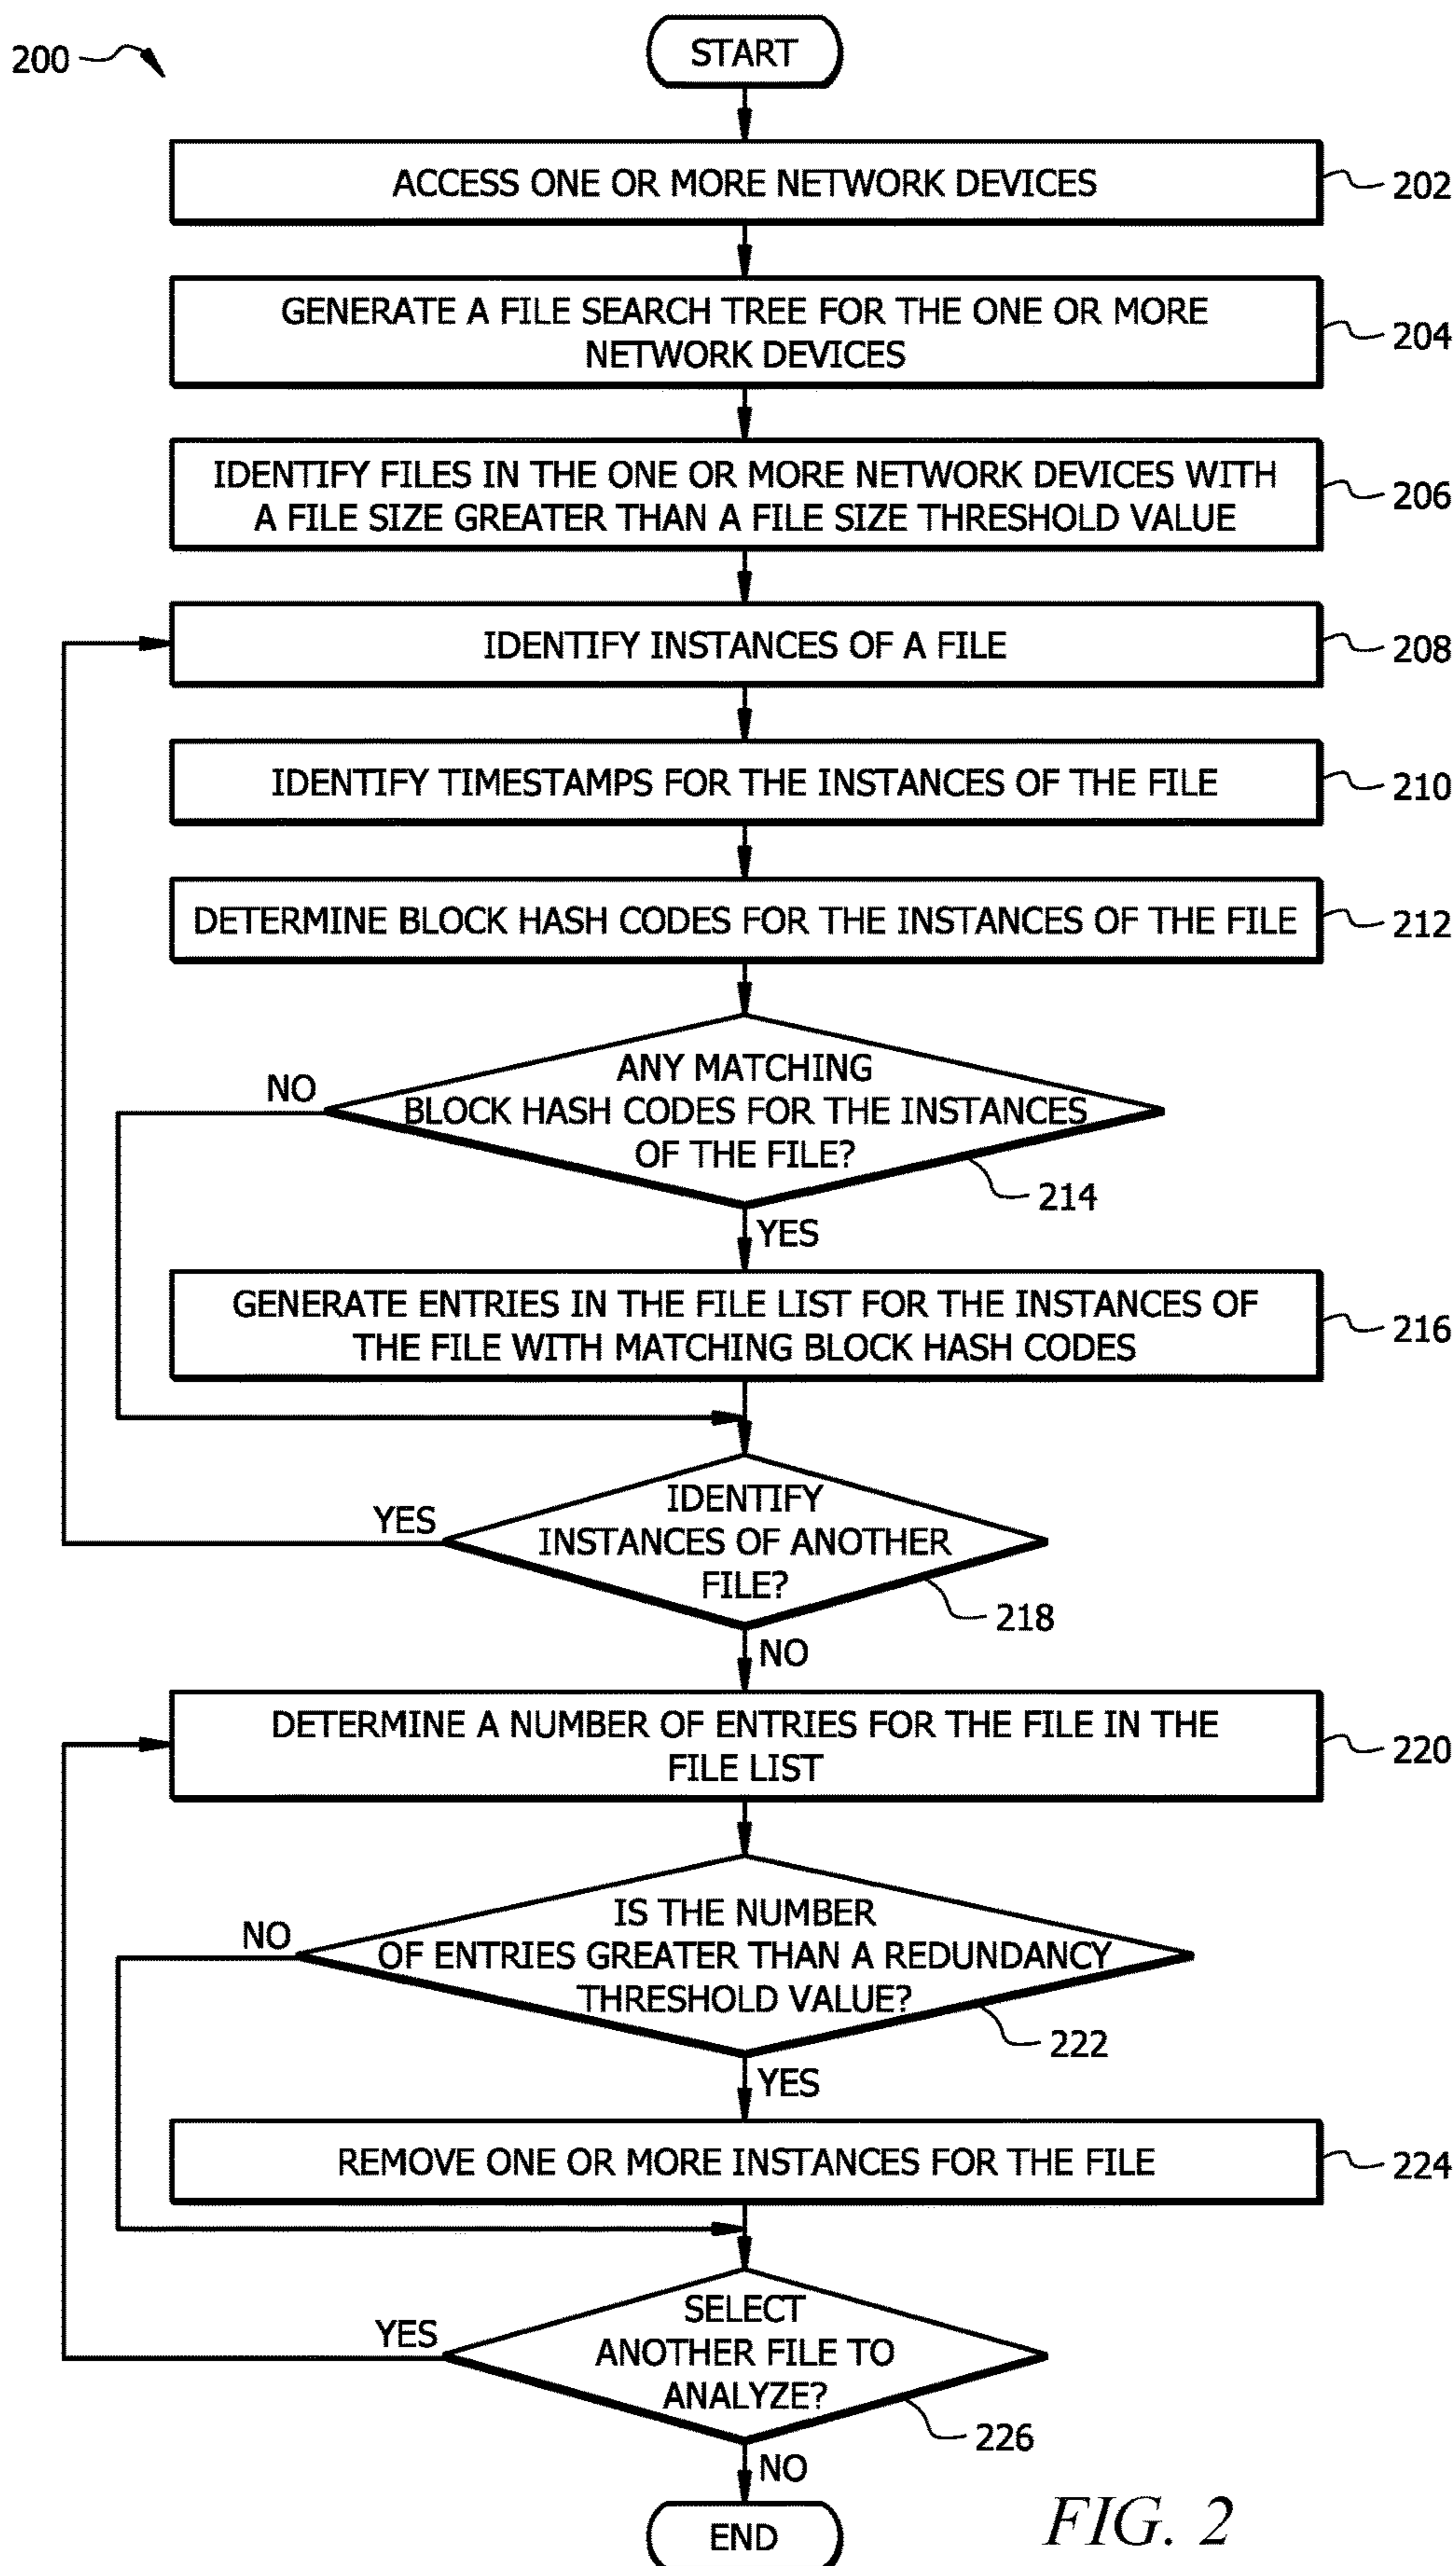 200
START
ACCESS ONE OR MORE NETWORK DEVICES
202
GENERATE A FILE SEARCH TREE FOR THE ONE OR MORE
NETWORK DEVICES
204
IDENTIFY FILES IN THE ONE OR MORE NETWORK DEVICES WITH
A FILE SIZE GREATER THAN A FILE SIZE THRESHOLD VALUE
206
IDENTIFY INSTANCES OF A FILE
208
IDENTIFY TIMESTAMPS FOR THE INSTANCES OF THE FILE
210
DETERMINE BLOCK HASH CODES FOR THE INSTANCES OF THE FILE
212
ANY MATCHING
BLOCK HASH CODES FOR THE INSTANCES
OF THE FILE?
NO
214
YES
GENERATE ENTRIES IN THE FILE LIST FOR THE INSTANCES OF
THE FILE WITH MATCHING BLOCK HASH CODES
216
IDENTIFY
INSTANCES OF ANOTHER
FILE?
YES
218
NO
DETERMINE A NUMBER OF ENTRIES FOR THE FILE IN THE
FILE LIST
220
IS THE NUMBER
OF ENTRIES GREATER THAN A REDUNDANCY
THRESHOLD VALUE?
NO
222
YES
REMOVE ONE OR MORE INSTANCES FOR THE FILE
224
SELECT
ANOTHER FILE TO
ANALYZE?
YES
226
NO
END
FIG. 2